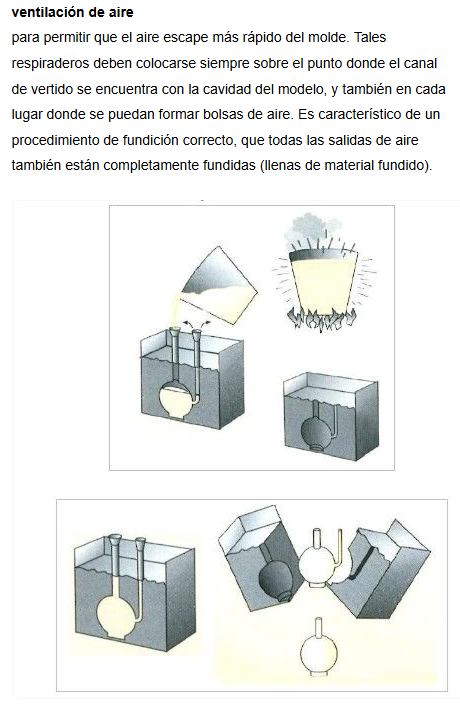 ventilación de aire
para permitir que el aire escape más rápido del molde. Tales
respiraderos deben colocarse siempre sobre el punto donde el canal
de vertido se encuentra con la cavidad del modelo, y también en cada
lugar donde se puedan formar bolsas de aire. Es característico de un
procedimiento de fundición correcto, que todas las salidas de aire
también están completamente fundidas (llenas de material fundido).